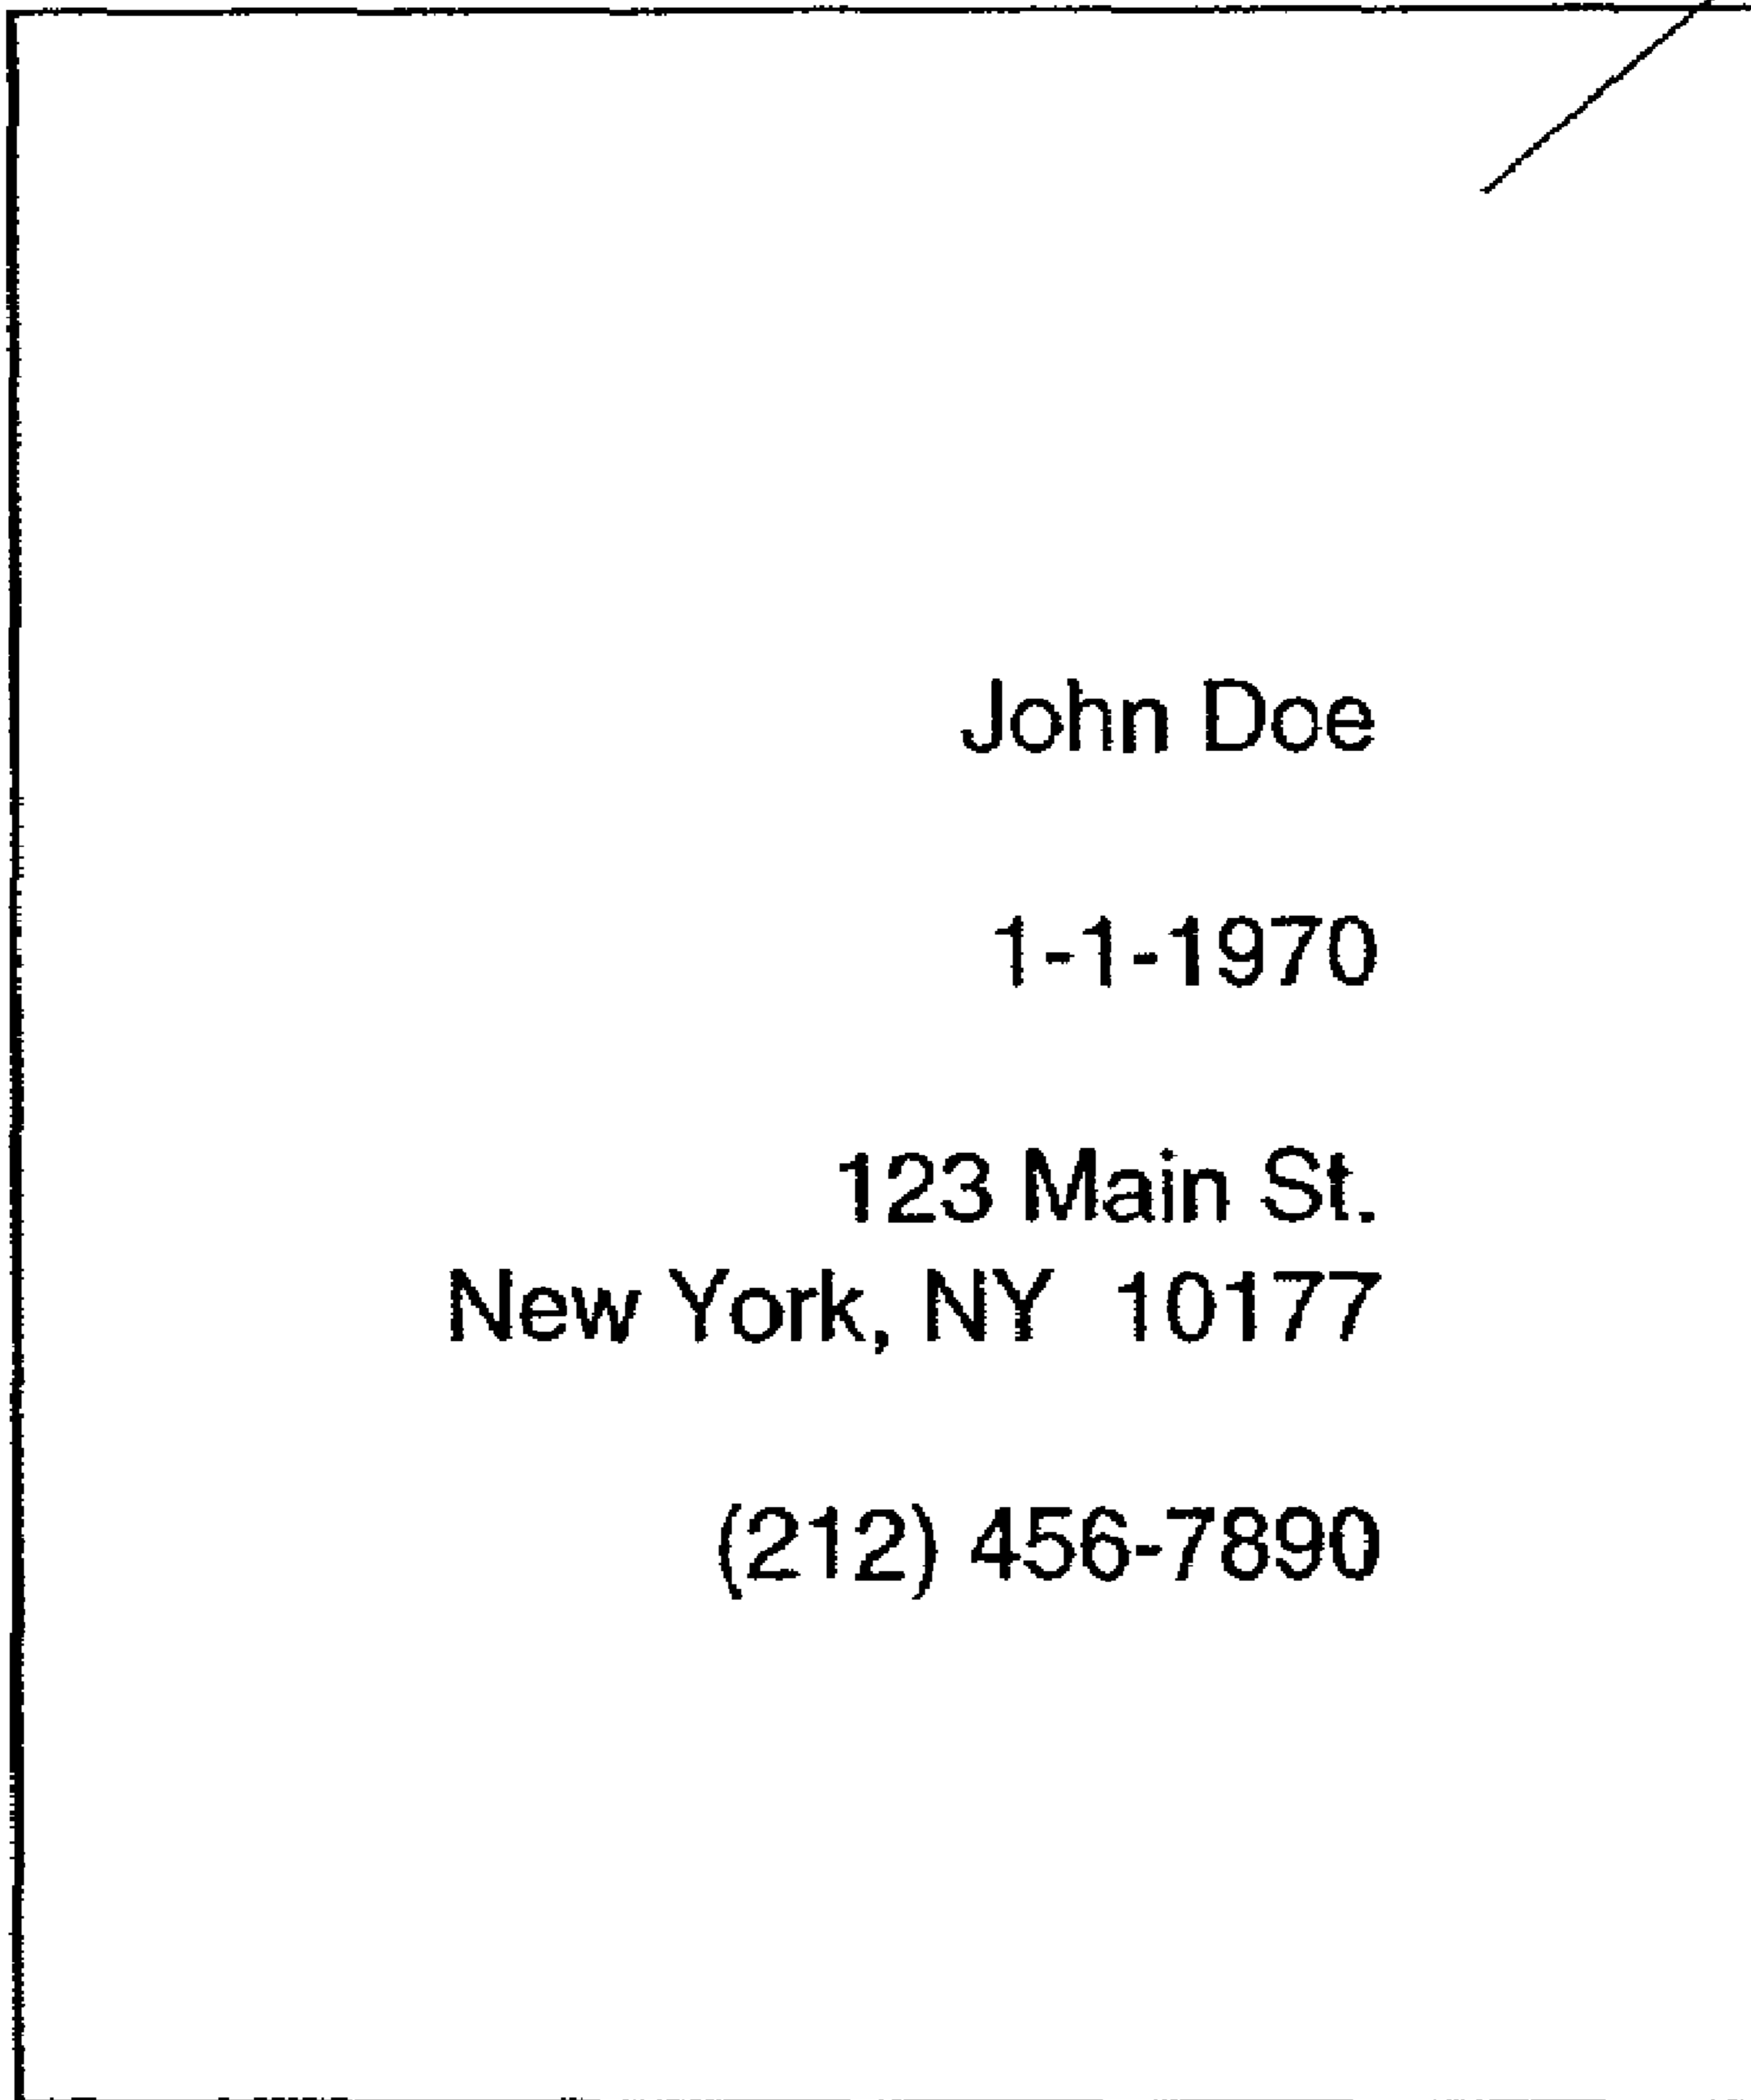 John Doe
1-1-1970
123 Main St.
New York, NY  10177
(212) 456-7890